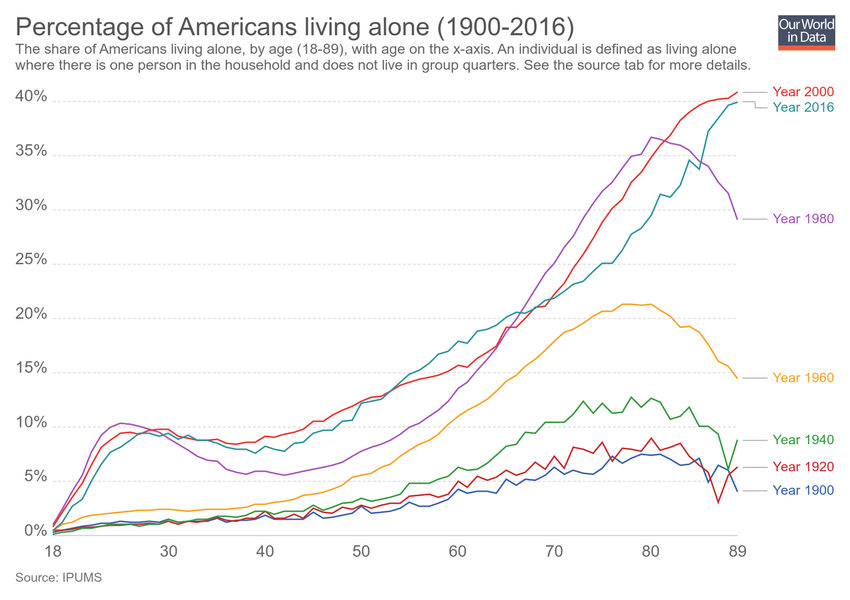 Percentage of Americans living alone (1900-2016)
Our World
in Data
The share of Americans living alone, by age (18-89), with age on the x-axis. An individual is defined as living alone
where there is one person in the household and does not live in group quarters. See the source tab for more details.
40%
Year 2000
Year 2016
35%
30%
Year 1980
25%
20%
15%
Year 1960
10%
Year 1940
Year 1920
5%
Year 1900
0%
18
30
40
50
60
70
80
89
Source: IPUMS